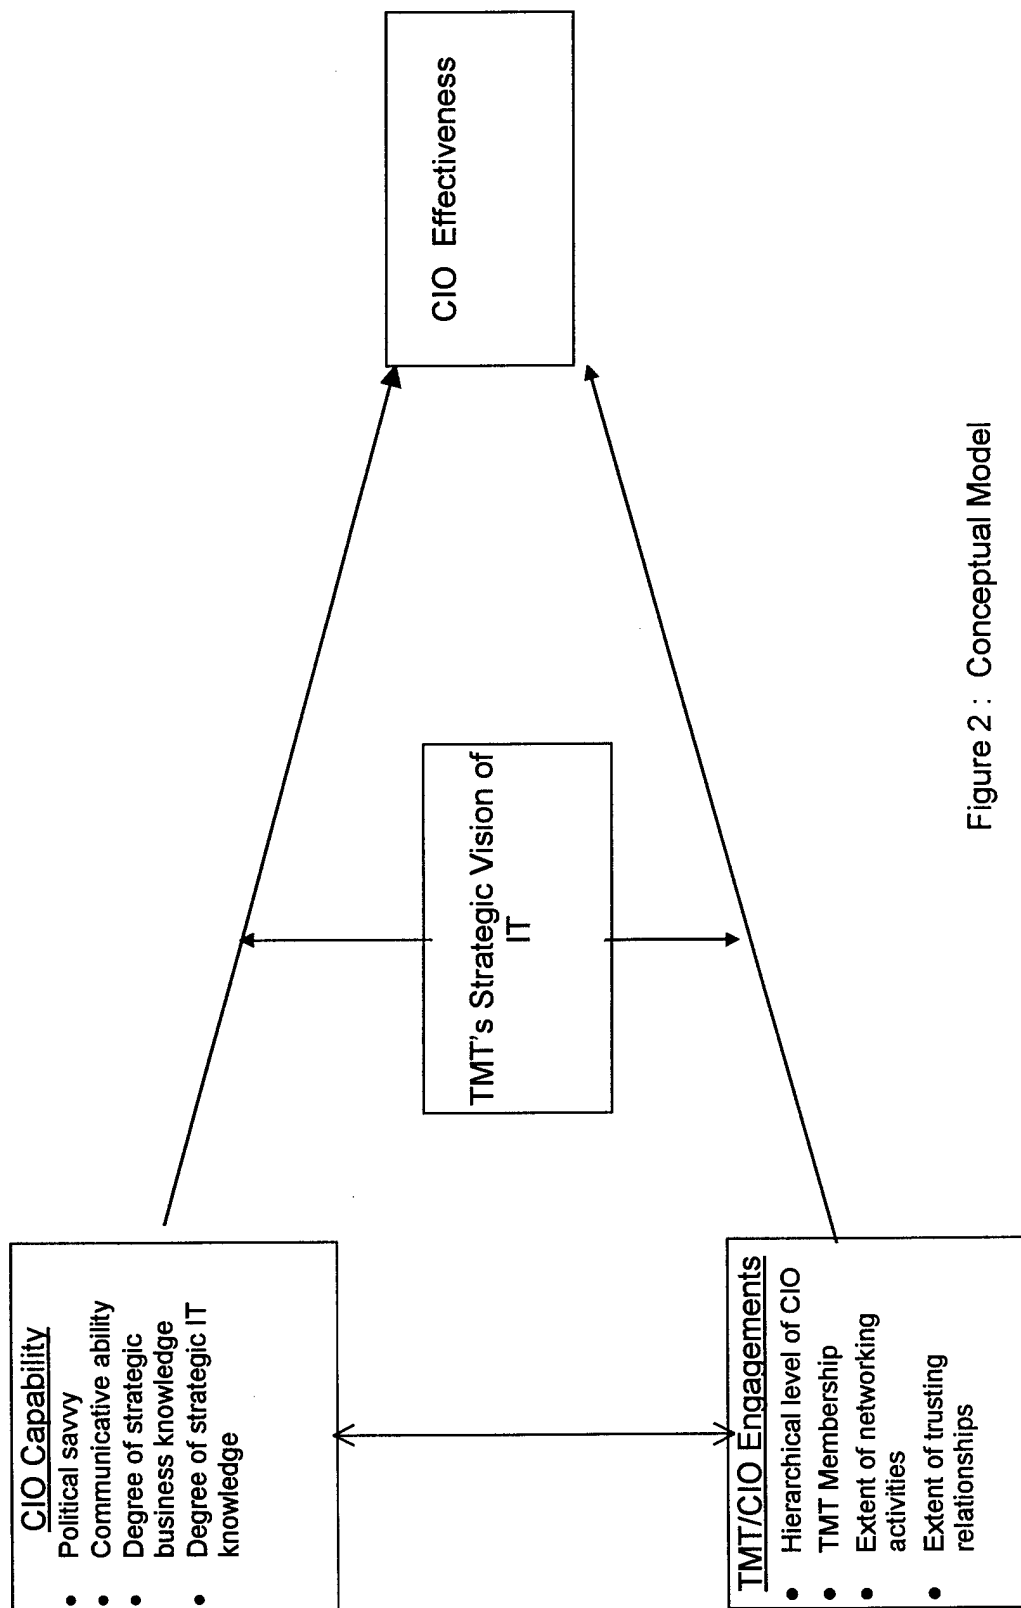 CIO Capability
• Political savvy
• Communicative ability
• Degree of strategic
business knowledge
• Degree of strategic IT
knowledge
TMT/CIO Engagements
• Hierarchical level of CIO
• TMT Membership
• Extent of networking
activities
• Extent of trusting
relationships
TMT's Strategic Vision of
IT
CIO Effectiveness
Figure 2 : Conceptual Model